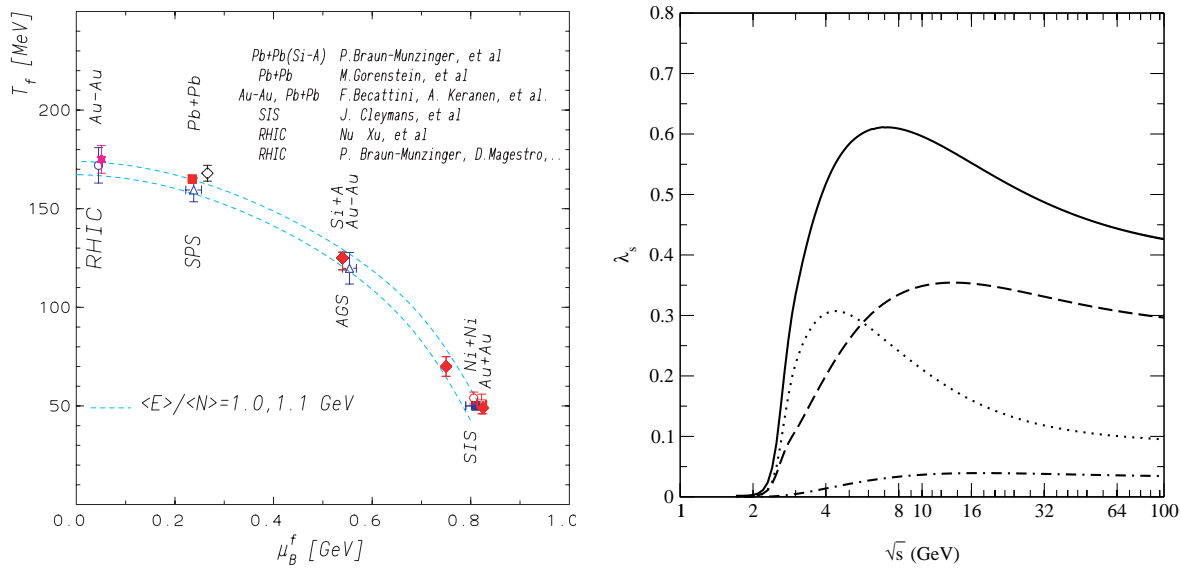 T_f [MeV]
200
150
100
50
Au-Au
Pb+Pb
Pb+Pb(Si-A) P.Braun-Munzinger, et al
Pb+Pb M.Gorenstein, et al
Au-Au, Pb+Pb F.Becattini, A. Keranen, et al.
SIS J. Cleymans, et al
RHIC Nu Xu, et al
RHIC P. Braun-Munzinger, D.Magestro,..
RHIC
SPS
Si+A
Au-Au
AGS
Ni+Ni
Au+Au
SIS
<E>/<N>=1.0,1.1 GeV
0.0 0.2 0.4 0.6 0.8 1.0
μ_B^f [GeV]
0.8
0.7
0.6
0.5
0.4
0.3
0.2
0.1
0
λ_s
1 2 4 8 10 16 32 64 100
√s (GeV)